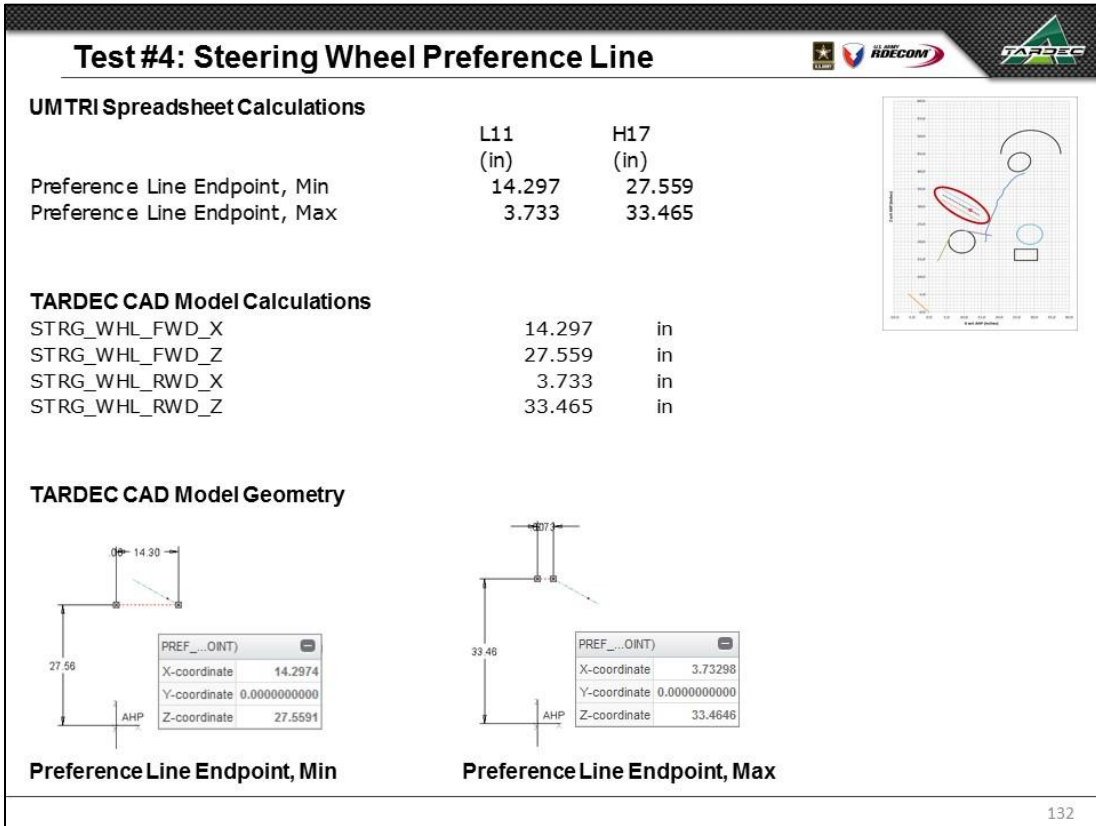 Test #4: Steering Wheel Preference Line
U.S. ARMY
RDECOM
TARDEC
UMTRI Spreadsheet Calculations
L11 H17
(in) (in)
Preference Line Endpoint, Min 14.297 27.559
Preference Line Endpoint, Max 3.733 33.465
TARDEC CAD Model Calculations
STRG_WHL_FWD_X 14.297 in
STRG_WHL_FWD_Z 27.559 in
STRG_WHL_RWD_X 3.733 in
STRG_WHL_RWD_Z 33.465 in
TARDEC CAD Model Geometry
14.30
27.56
AHP
PREF_...OINT)
X-coordinate 14.2974
Y-coordinate 0.0000000000
Z-coordinate 27.5591
33.46
AHP
PREF_...OINT)
X-coordinate 3.73298
Y-coordinate 0.0000000000
Z-coordinate 33.4646
Preference Line Endpoint, Min
Preference Line Endpoint, Max
132